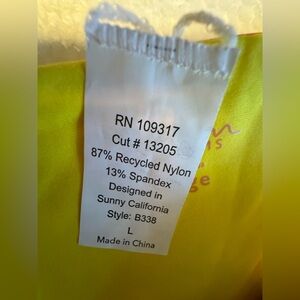 RN 109317
Cut # 13205
87% Recycled Nylon
13% Spandex
Designed in
Sunny California
Style: B338
L
Made in China